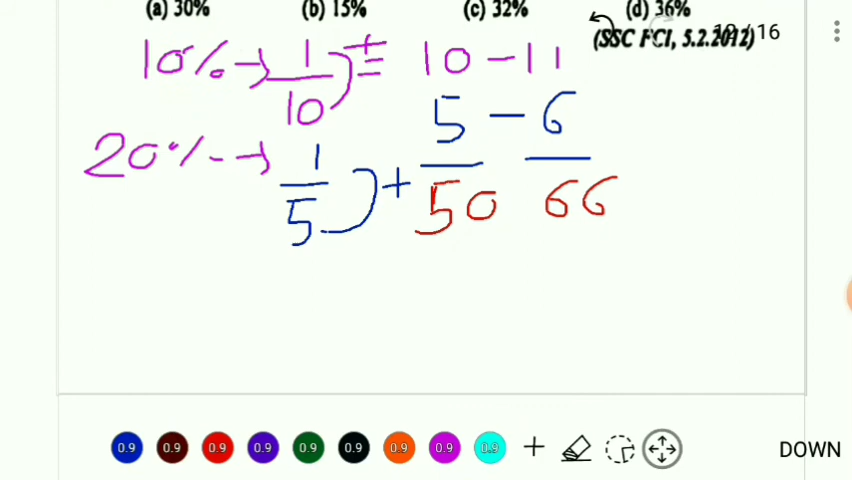 (a) 30% (b) 15% (c) 32% (d) 36%
(SSC FCI, 5.2.2012)
/16
10% → 1/10 10 - 11
20% → 1/5 + 5 - 6
50 66
0.9 0.9 0.9 0.9 0.9 0.9 0.9 0.9 0.9 + DOWN